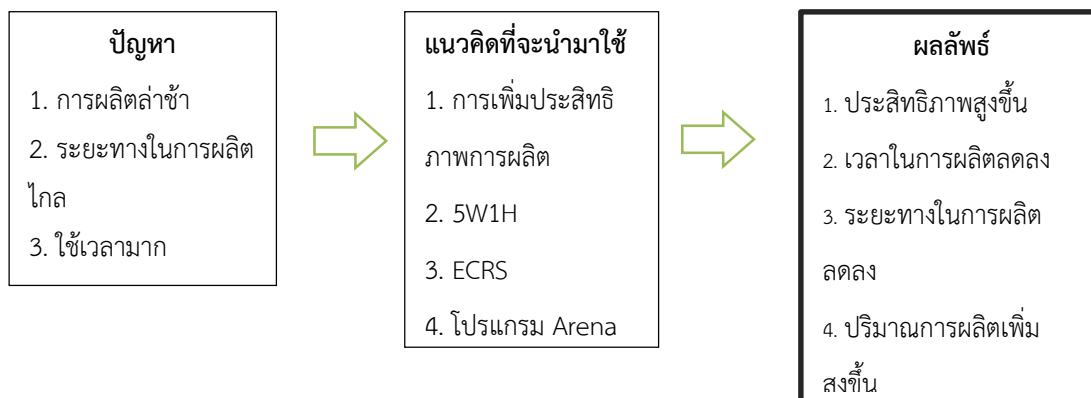 ปัญหา
1. การผลิตล่าช้า
2. ระยะทางในการผลิต
ไกล
3. ใช้เวลามาก
แนวคิดที่จะนำมาใช้
1. การเพิ่มประสิทธิ
ภาพการผลิต
2. 5W1H
3. ECRS
4. โปรแกรม Arena
ผลลัพธ์
1. ประสิทธิภาพสูงขึ้น
2. เวลาในการผลิตลดลง
3. ระยะทางในการผลิต
ลดลง
4. ปริมาณการผลิตเพิ่ม
สูงขึ้น